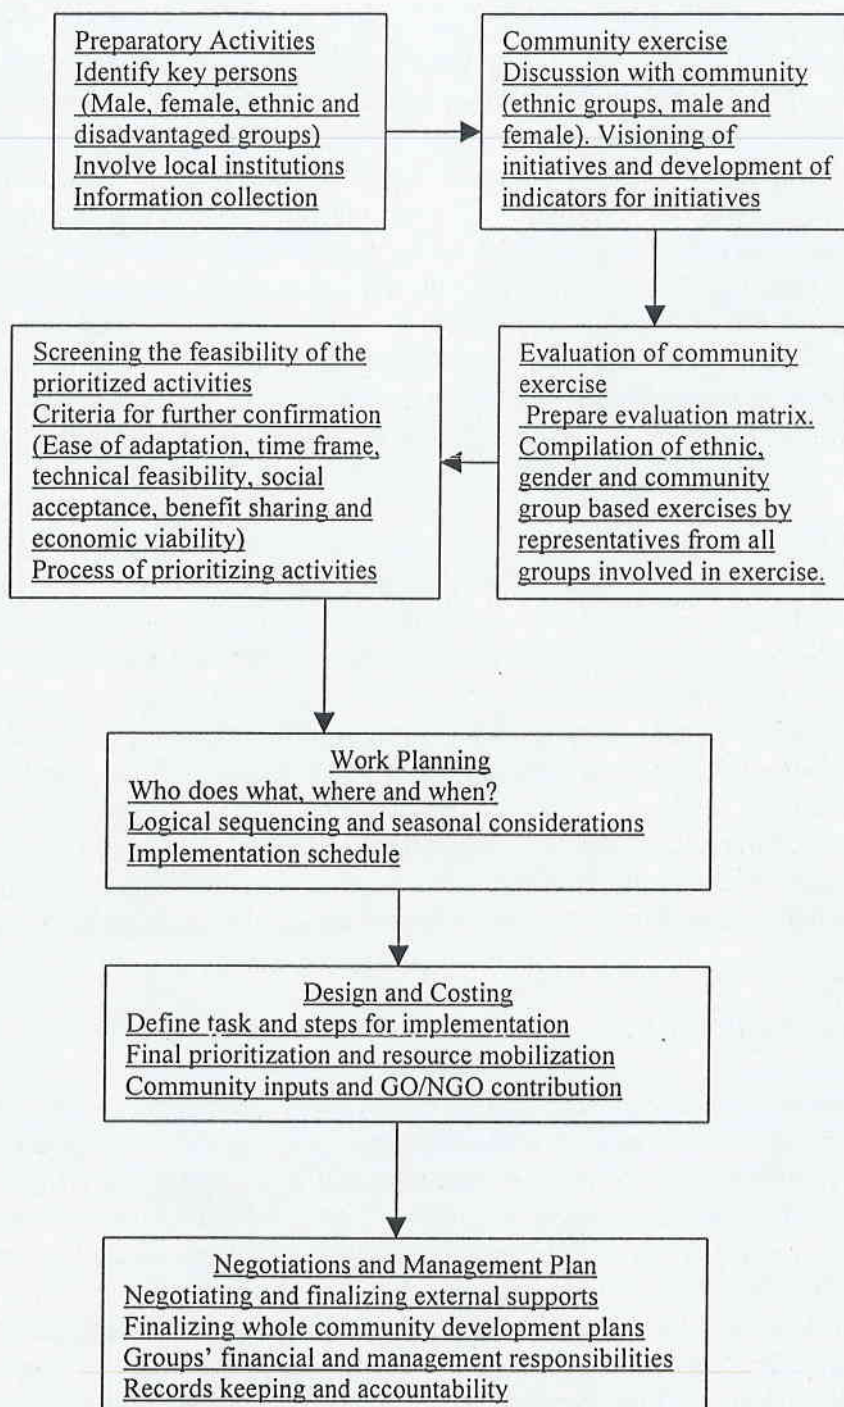 Preparatory Activities
Identify key persons
(Male, female, ethnic and
disadvantaged groups)
Involve local institutions
Information collection
Community exercise
Discussion with community
(ethnic groups, male and
female). Visioning of
initiatives and development of
indicators for initiatives
Evaluation of community
exercise
Prepare evaluation matrix.
Compilation of ethnic,
gender and community
group based exercises by
representatives from all
groups involved in exercise.
Screening the feasibility of the
prioritized activities
Criteria for further confirmation
(Ease of adaptation, time frame,
technical feasibility, social
acceptance, benefit sharing and
economic viability)
Process of prioritizing activities
Work Planning
Who does what, where and when?
Logical sequencing and seasonal considerations
Implementation schedule
Design and Costing
Define task and steps for implementation
Final prioritization and resource mobilization
Community inputs and GO/NGO contribution
Negotiations and Management Plan
Negotiating and finalizing external supports
Finalizing whole community development plans
Groups' financial and management responsibilities
Records keeping and accountability